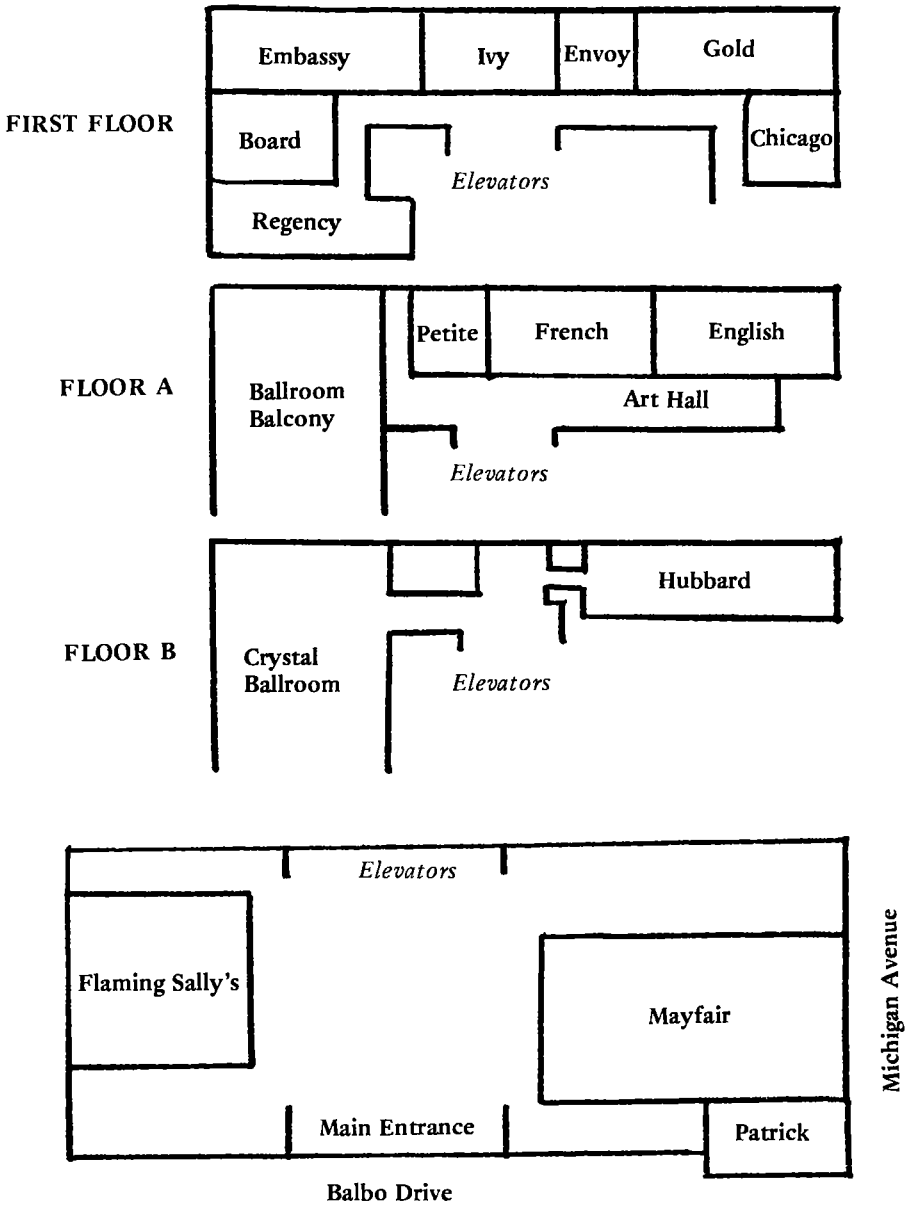 Embassy
Ivy
Envoy
Gold
FIRST FLOOR
Board
Chicago
Elevators
Regency
Petite
French
English
FLOOR A
Ballroom
Balcony
Art Hall
Elevators
Hubbard
FLOOR B
Crystal
Ballroom
Elevators
Elevators
Flaming Sally's
Mayfair
Michigan Avenue
Main Entrance
Patrick
Balbo Drive